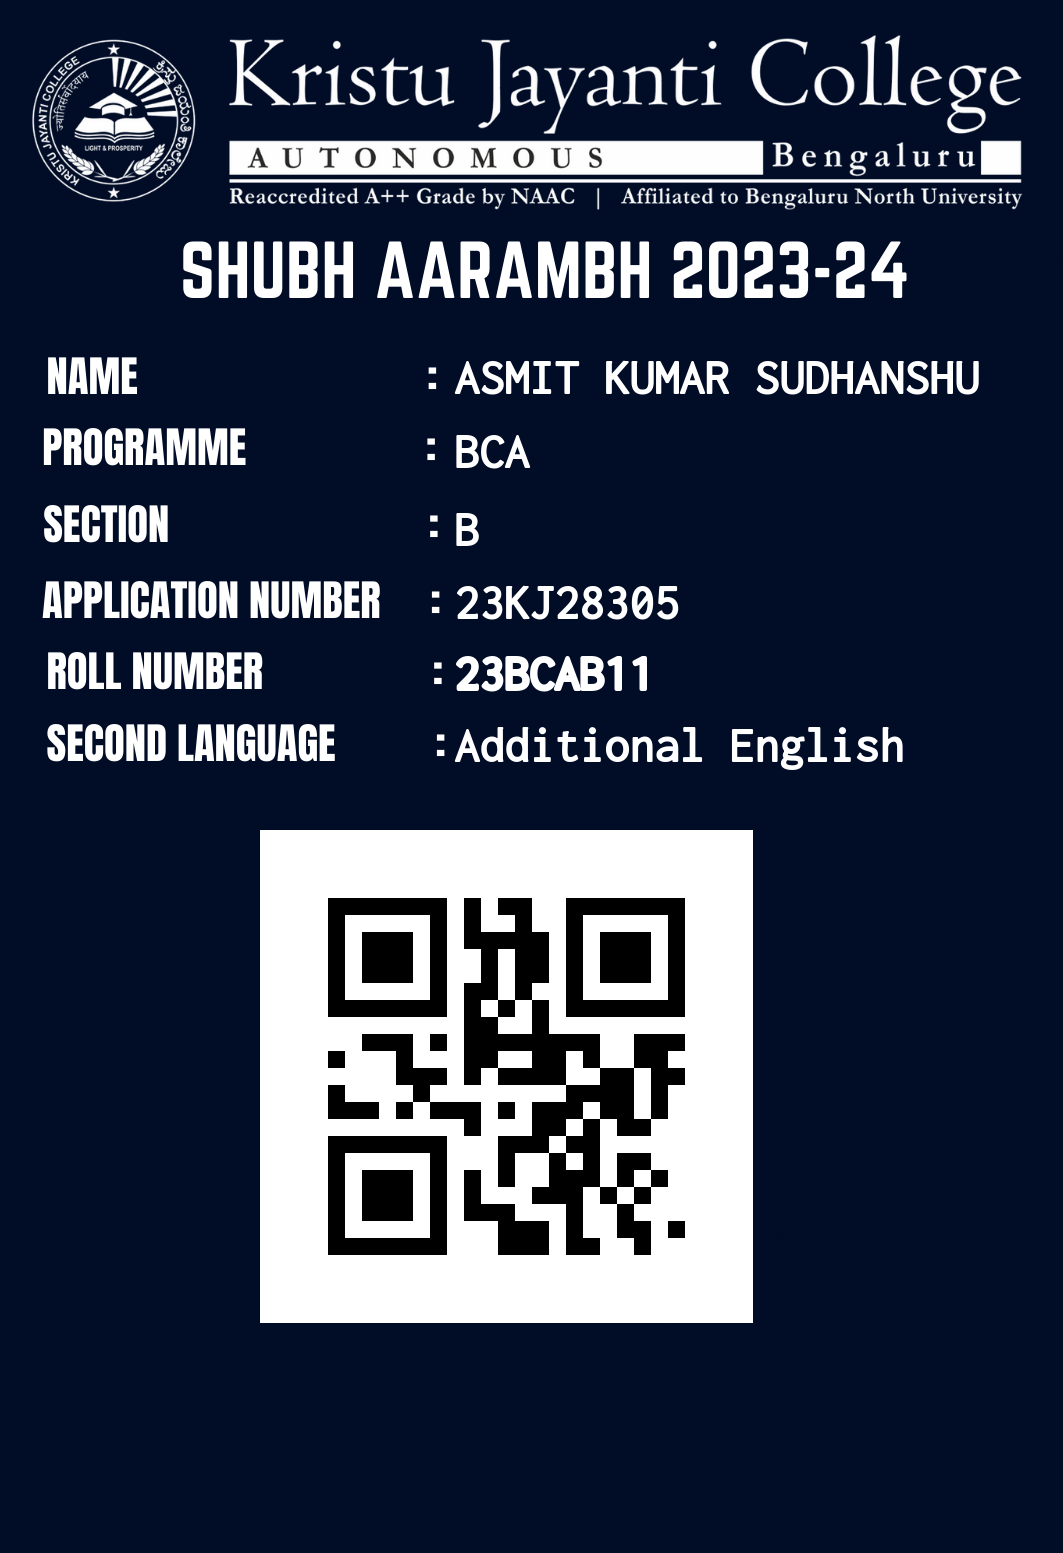 Kristu Jayanti College
AUTONOMOUS Bengaluru
Reaccredited A++ Grade by NAAC | Affiliated to Bengaluru North University
KRISTU JAYANTI COLLEGE
LIGHT & PROSPERITY
SHUBH AARAMBH 2023-24
NAME : ASMIT KUMAR SUDHANSHU
PROGRAMME : BCA
SECTION : B
APPLICATION NUMBER : 23KJ28305
ROLL NUMBER : 23BCAB11
SECOND LANGUAGE : Additional English